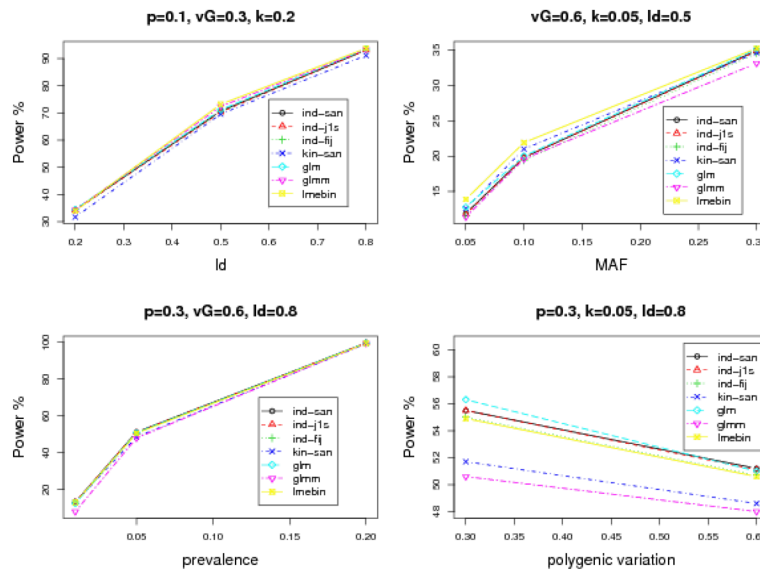 p=0.1, vG=0.3, k=0.2
Power %
90
80
70
60
50
40
30
0.2 0.3 0.4 0.5 0.6 0.7 0.8
ld
ind-san
ind-j1s
ind-fij
kin-san
glm
glmm
lmebin
vG=0.6, k=0.05, ld=0.5
Power %
35
30
25
20
15
0.05 0.10 0.15 0.20 0.25 0.3
MAF
ind-san
ind-j1s
ind-fij
kin-san
glm
glmm
lmebin
p=0.3, vG=0.6, ld=0.8
Power %
100
80
60
40
20
0.05 0.10 0.15 0.20
prevalence
ind-san
ind-j1s
ind-fij
kin-san
glm
glmm
lmebin
p=0.3, k=0.05, ld=0.8
Power %
60
58
56
54
52
50
48
0.30 0.35 0.40 0.45 0.50 0.55 0.6
polygenic variation
ind-san
ind-j1s
ind-fij
kin-san
glm
glmm
lmebin